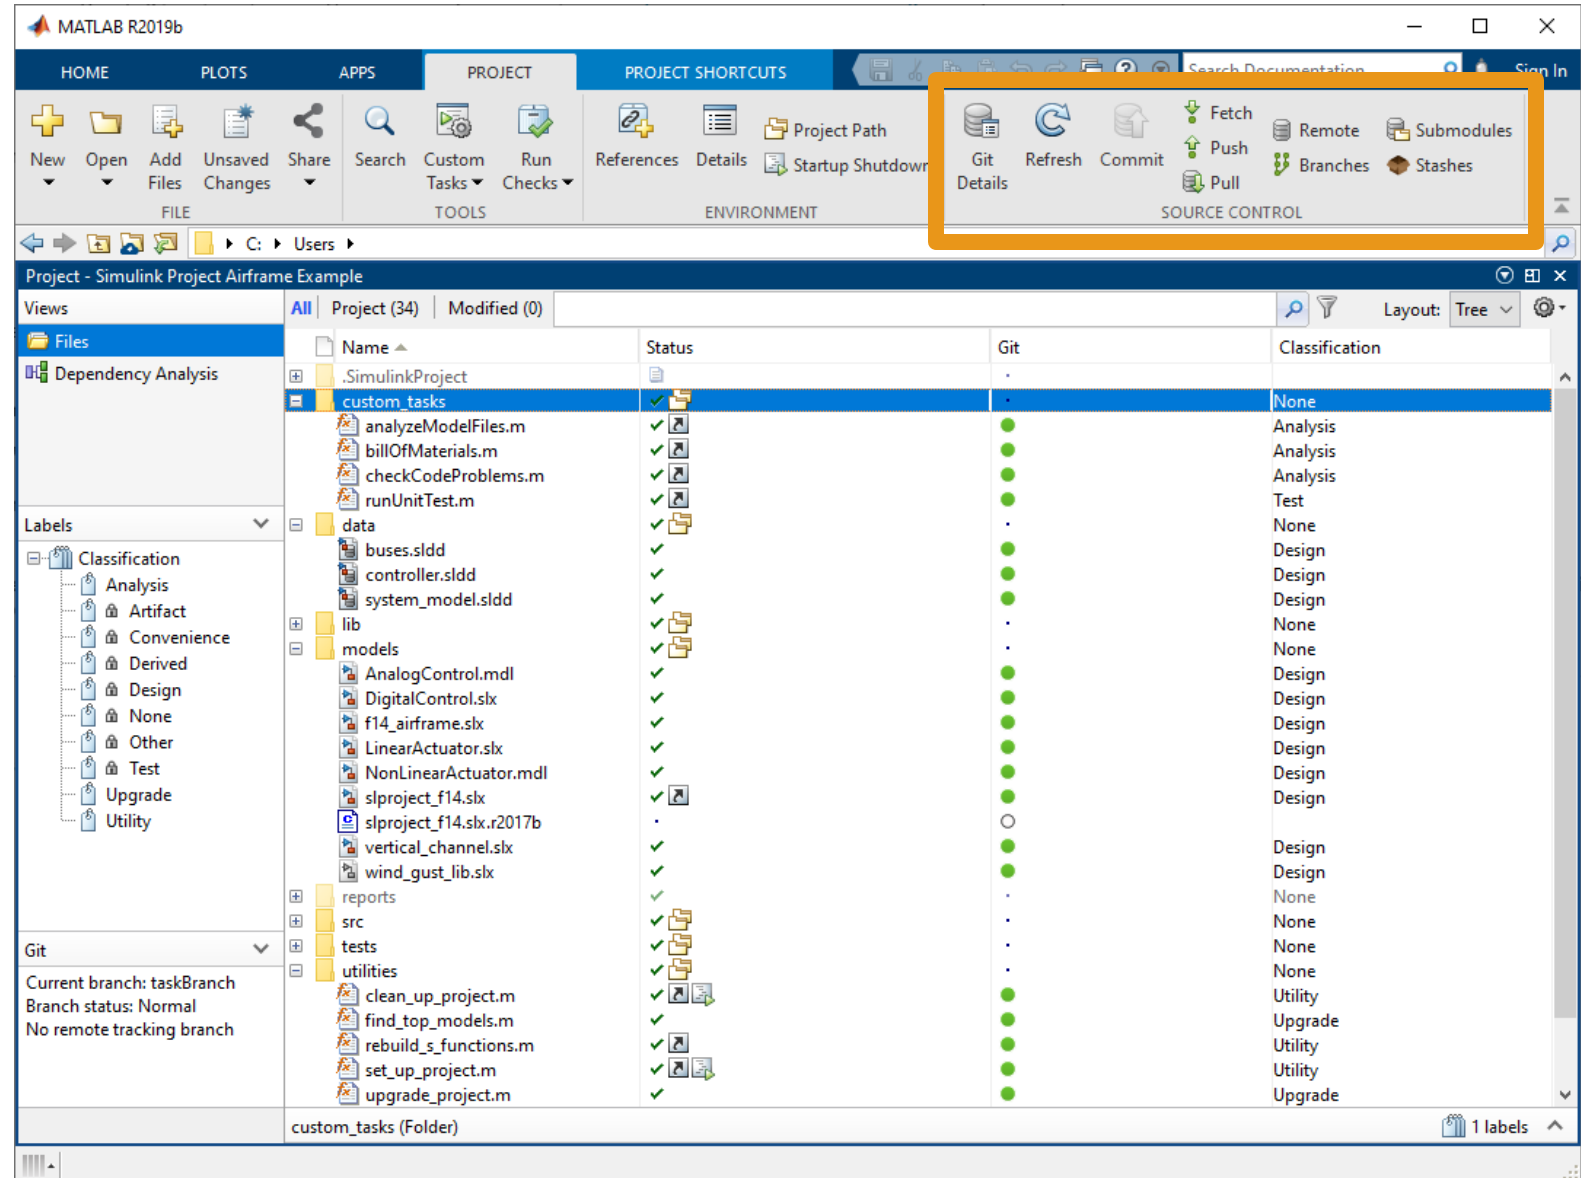 MATLAB R2019b
HOME PLOTS APPS PROJECT PROJECT SHORTCUTS Search Documentation Sign In
New Open Add Files Unsaved Changes Share Search Custom Tasks Run Checks References Details Project Path Startup Shutdown Git Details Refresh Commit Fetch Push Pull Remote Branches Submodules Stashes
FILE TOOLS ENVIRONMENT SOURCE CONTROL
C: Users
Project - Simulink Project Airframe Example
Views
Files
Dependency Analysis
Labels
Classification
Analysis
Artifact
Convenience
Derived
Design
None
Other
Test
Upgrade
Utility
Git
Current branch: taskBranch
Branch status: Normal
No remote tracking branch
All Project (34) Modified (0) Layout: Tree
Name Status Git Classification
.SimulinkProject
custom_tasks None
analyzeModelFiles.m Analysis
billOfMaterials.m Analysis
checkCodeProblems.m Analysis
runUnitTest.m Test
data None
buses.sldd Design
controller.sldd Design
system_model.sldd Design
lib None
models None
AnalogControl.mdl Design
DigitalControl.slx Design
f14_airframe.slx Design
LinearActuator.slx Design
NonLinearActuator.mdl Design
slproject_f14.slx Design
slproject_f14.slx.r2017b
vertical_channel.slx Design
wind_gust_lib.slx Design
reports None
src None
tests None
utilities None
clean_up_project.m Utility
find_top_models.m Upgrade
rebuild_s_functions.m Utility
set_up_project.m Utility
upgrade_project.m Upgrade
custom_tasks (Folder) 1 labels